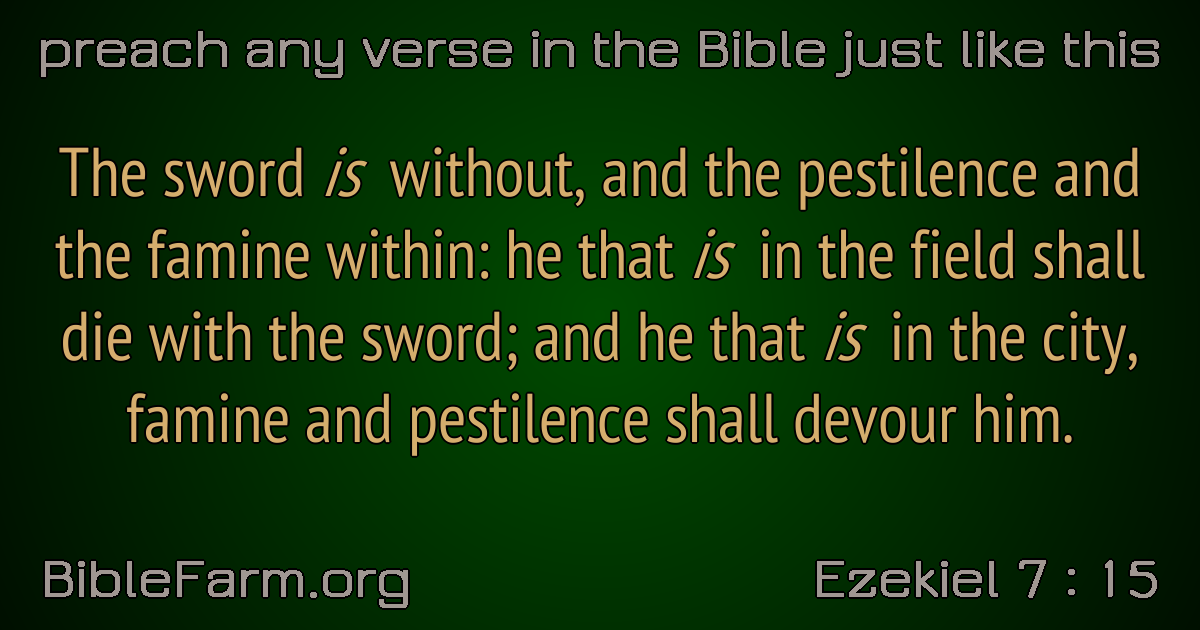 preach any verse in the Bible just like this
The sword is without, and the pestilence and
the famine within: he that is in the field shall
die with the sword; and he that is in the city,
famine and pestilence shall devour him.
BibleFarm.org
Ezekiel 7 : 15